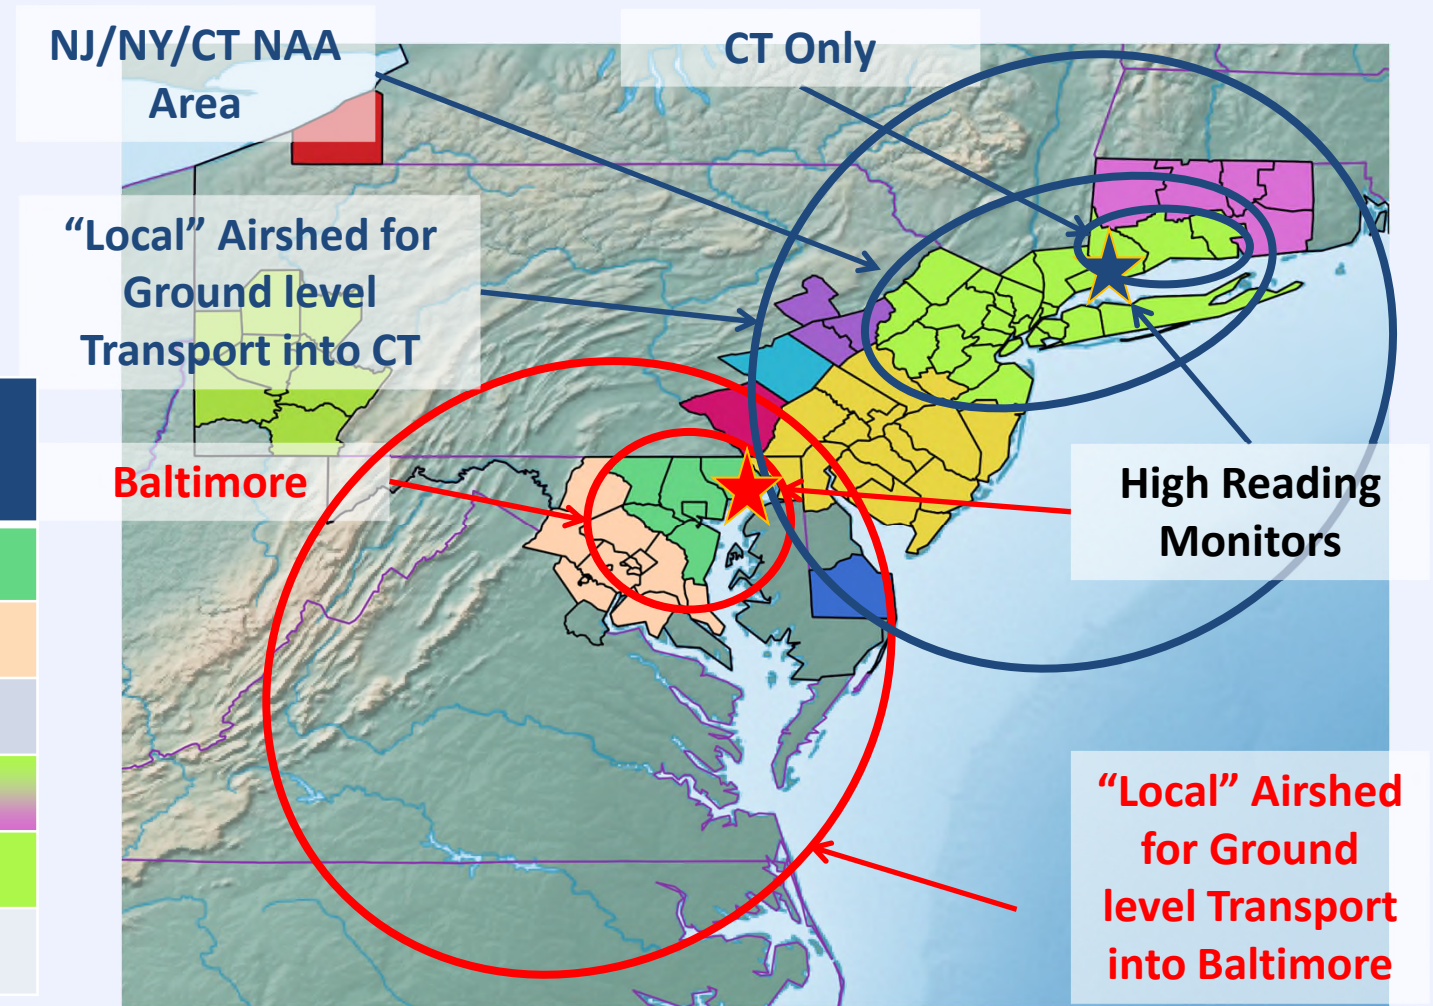 NJ/NY/CT NAA
Area
CT Only
“Local” Airshed for
Ground level
Transport into CT
Baltimore
High Reading
Monitors
“Local” Airshed
for Ground
level Transport
into Baltimore